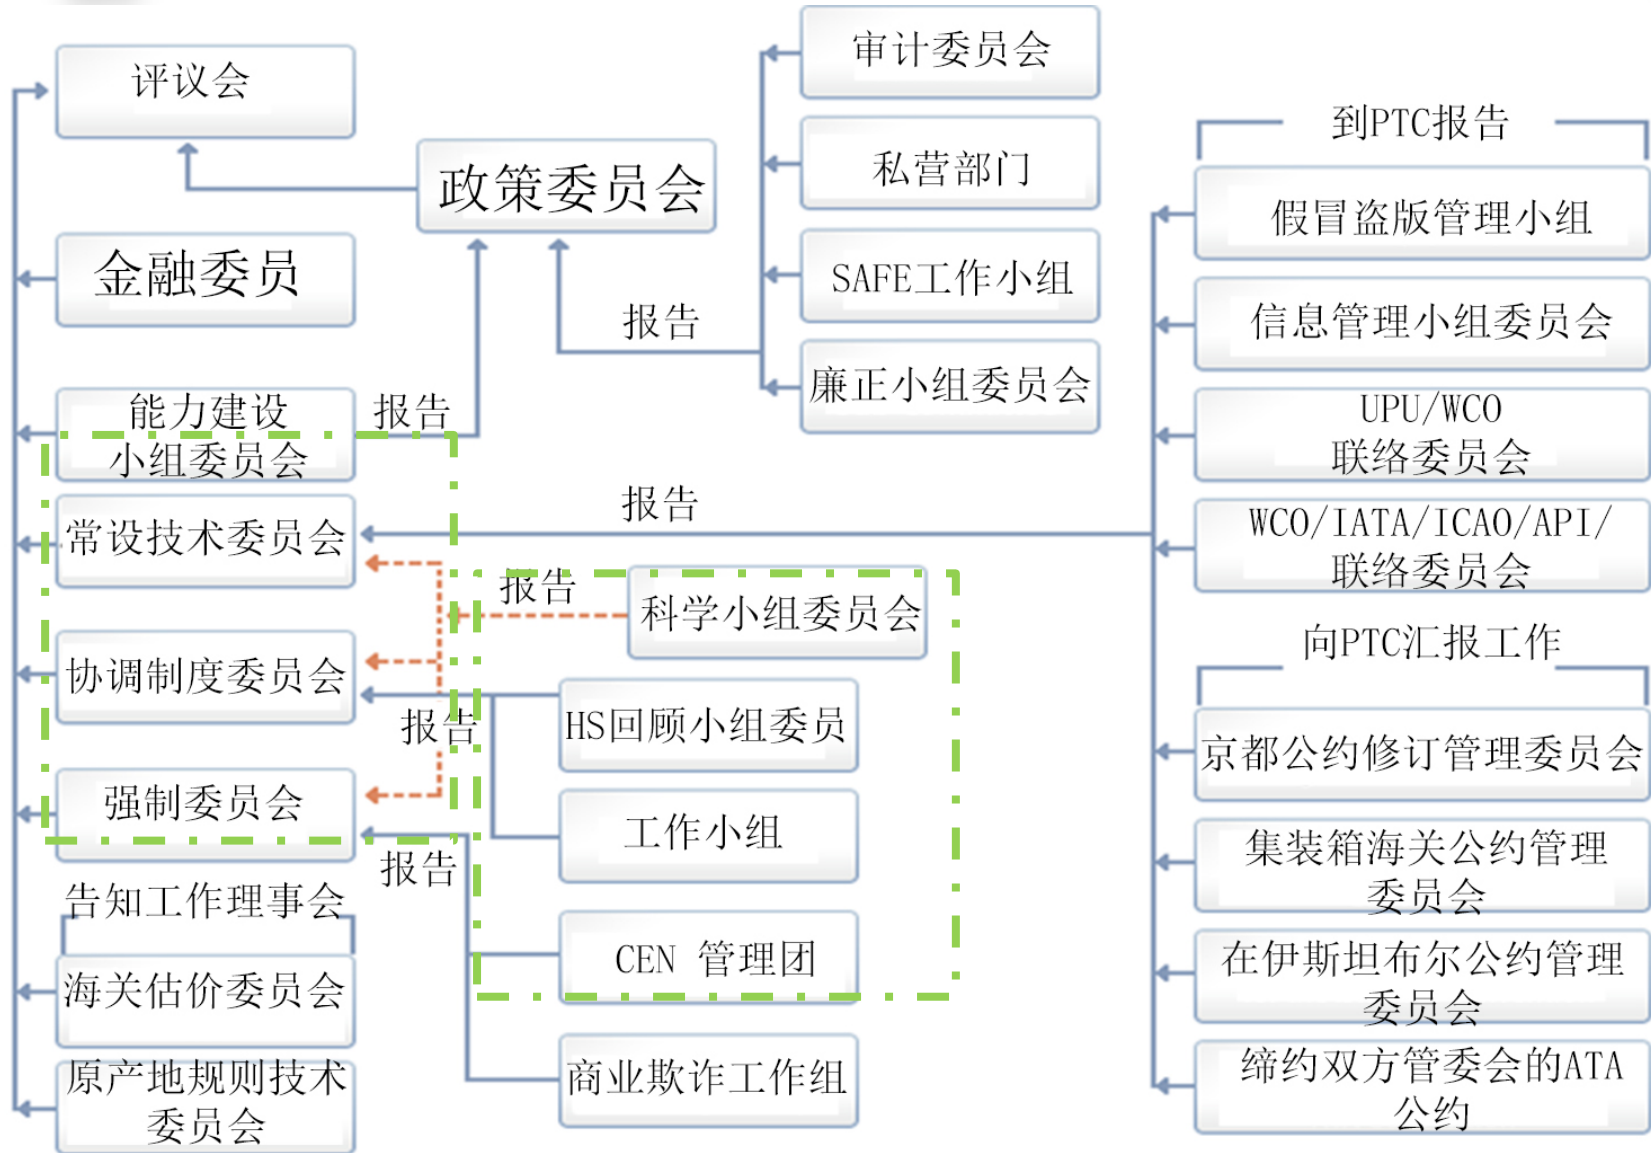 评议会
政策委员会
金融委员
能力建设
小组委员会
报告
常设技术委员会
协调制度委员会
强制委员会
告知工作理事会
海关估价委员会
原产地规则技术
委员会
审计委员会
私营部门
SAFE工作小组
廉正小组委员会
报告
报告
报告
科学小组委员会
报告
HS回顾小组委员
工作小组
报告
CEN 管理团
商业欺诈工作组
到PTC报告
假冒盗版管理小组
信息管理小组委员会
UPU/WCO
联络委员会
WCO/IATA/ICAO/API/
联络委员会
向PTC汇报工作
京都公约修订管理委员会
集装箱海关公约管理
委员会
在伊斯坦布尔公约管理
委员会
缔约双方管委会的ATA
公约